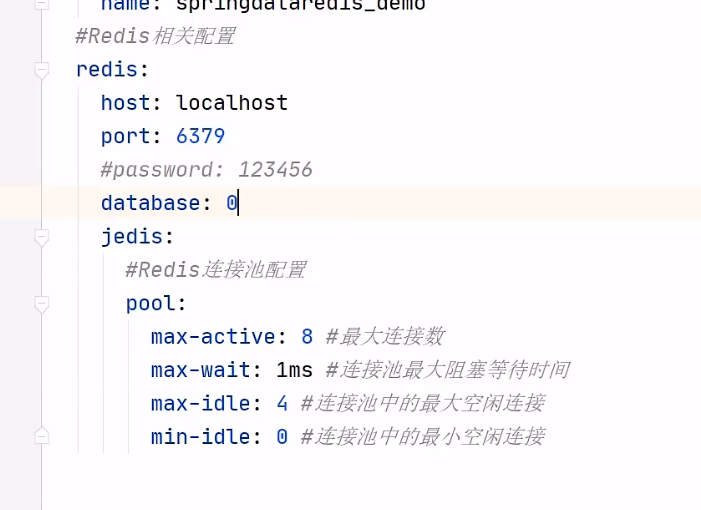 name: springdataredis_demo
#Redis相关配置
redis:
host: localhost
port: 6379
#password: 123456
database: 0
jedis:
#Redis连接池配置
pool:
max-active: 8 #最大连接数
max-wait: 1ms #连接池最大阻塞等待时间
max-idle: 4 #连接池中的最大空闲连接
min-idle: 0 #连接池中的最小空闲连接